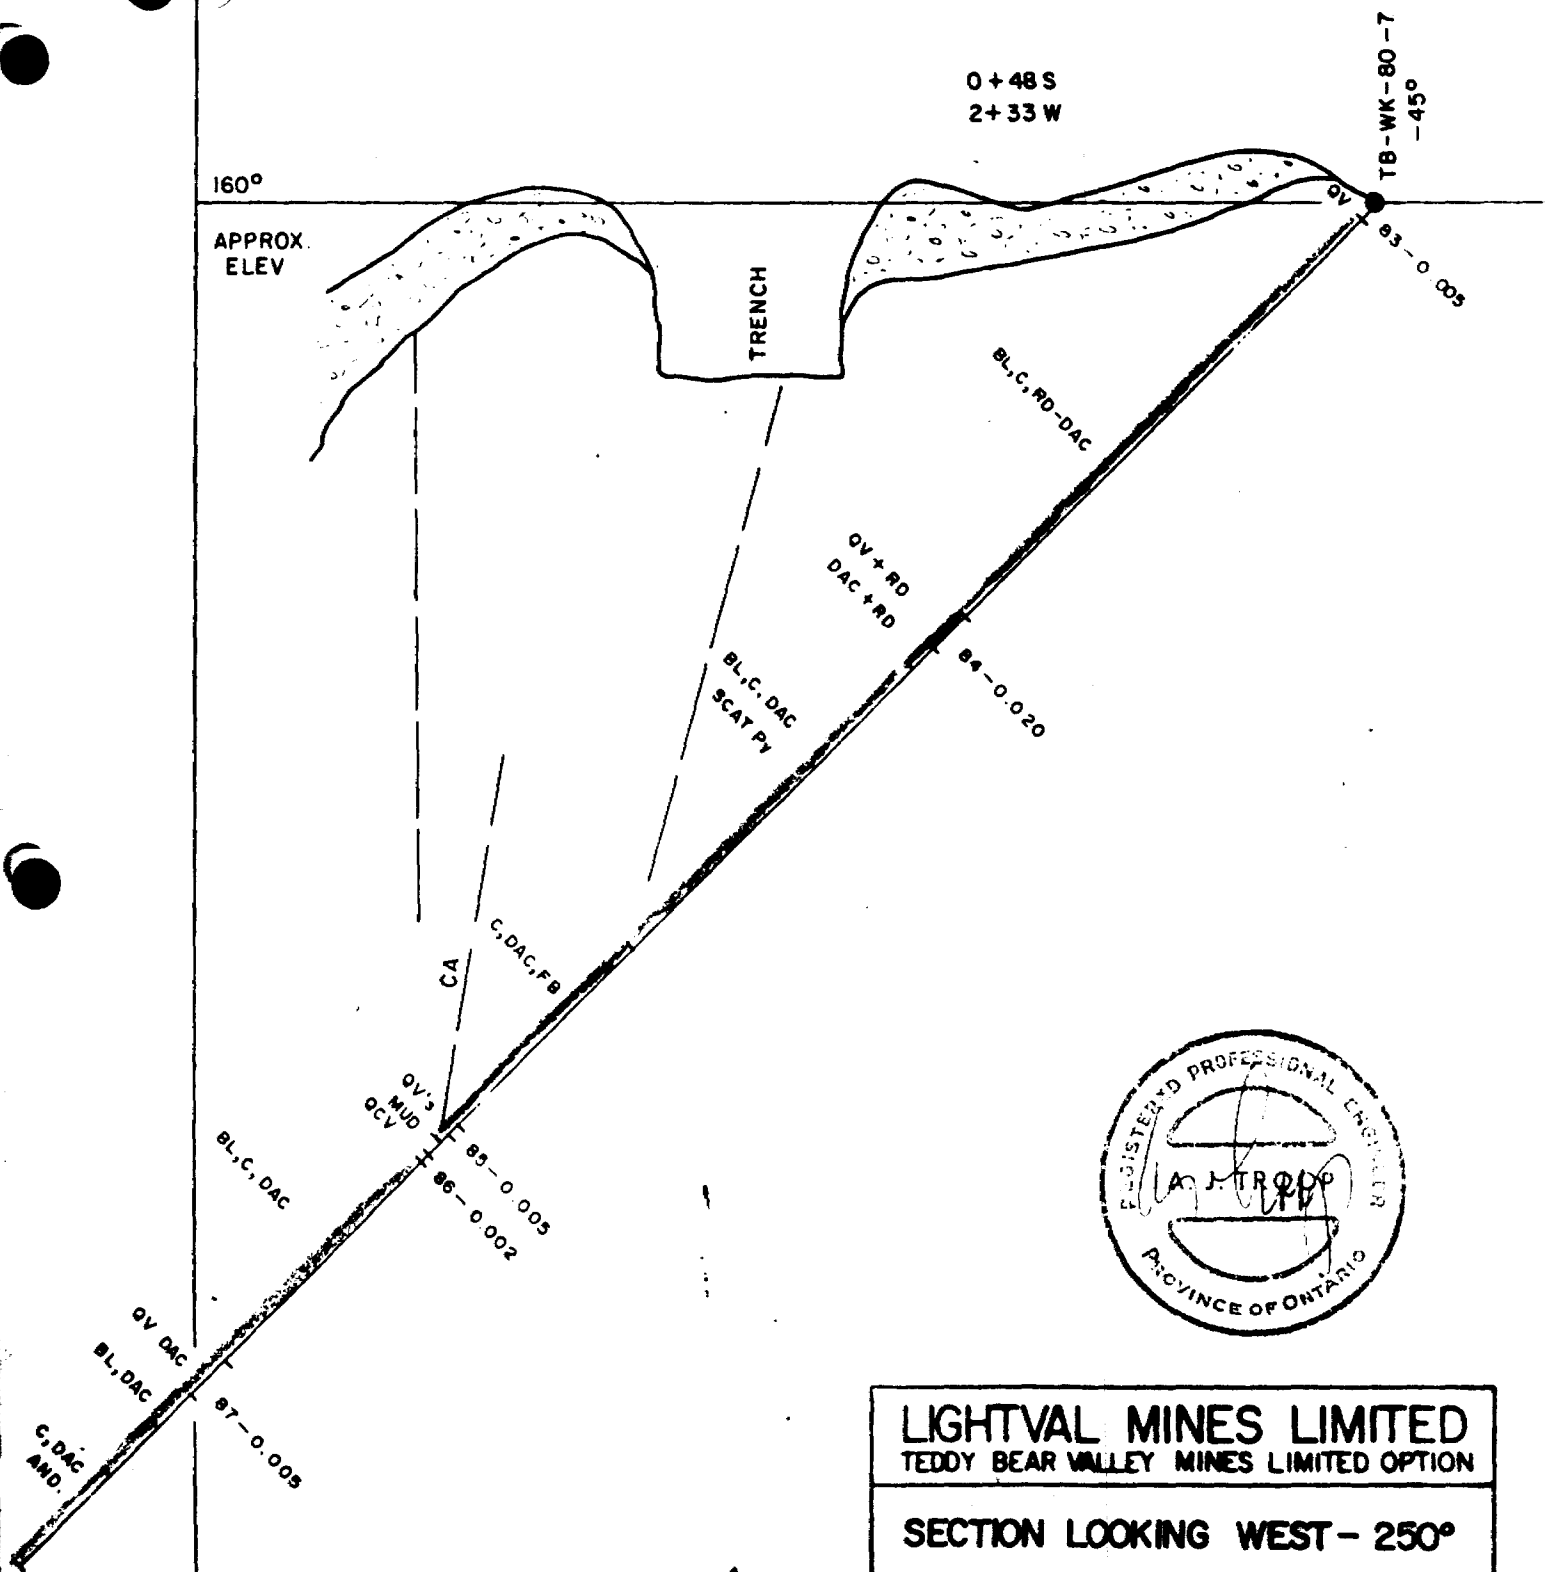 0 + 48 S
2 + 33 W
TB-WK-80-7
-45°
160°
APPROX.
ELEV
TRENCH
QV
83-0.005
BL,C,RD-DAC
QV + RD
DAC + RD
84-0.020
BL,C,DAC
SCAT Py
C,DAC,FB
CA
QV's
MUD
QCV
85-0.005
86-0.002
BL,C,DAC
QV DAC
BL,DAC
87-0.005
C,DAC
AND.
REGISTERED PROFESSIONAL ENGINEER
A. J. TROPP
PROVINCE OF ONTARIO
LIGHTVAL MINES LIMITED
TEDDY BEAR VALLEY MINES LIMITED OPTION
SECTION LOOKING WEST - 250°